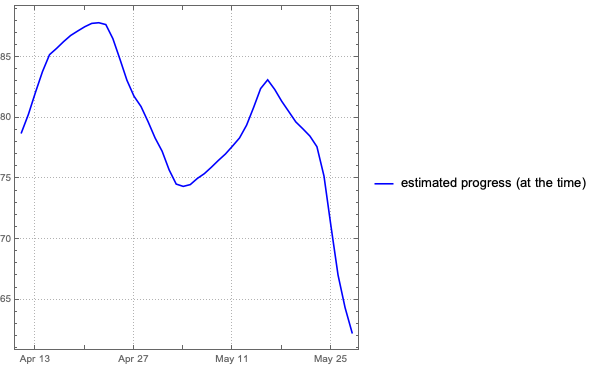 85
80
75
70
65
Apr 13
Apr 27
May 11
May 25
estimated progress (at the time)